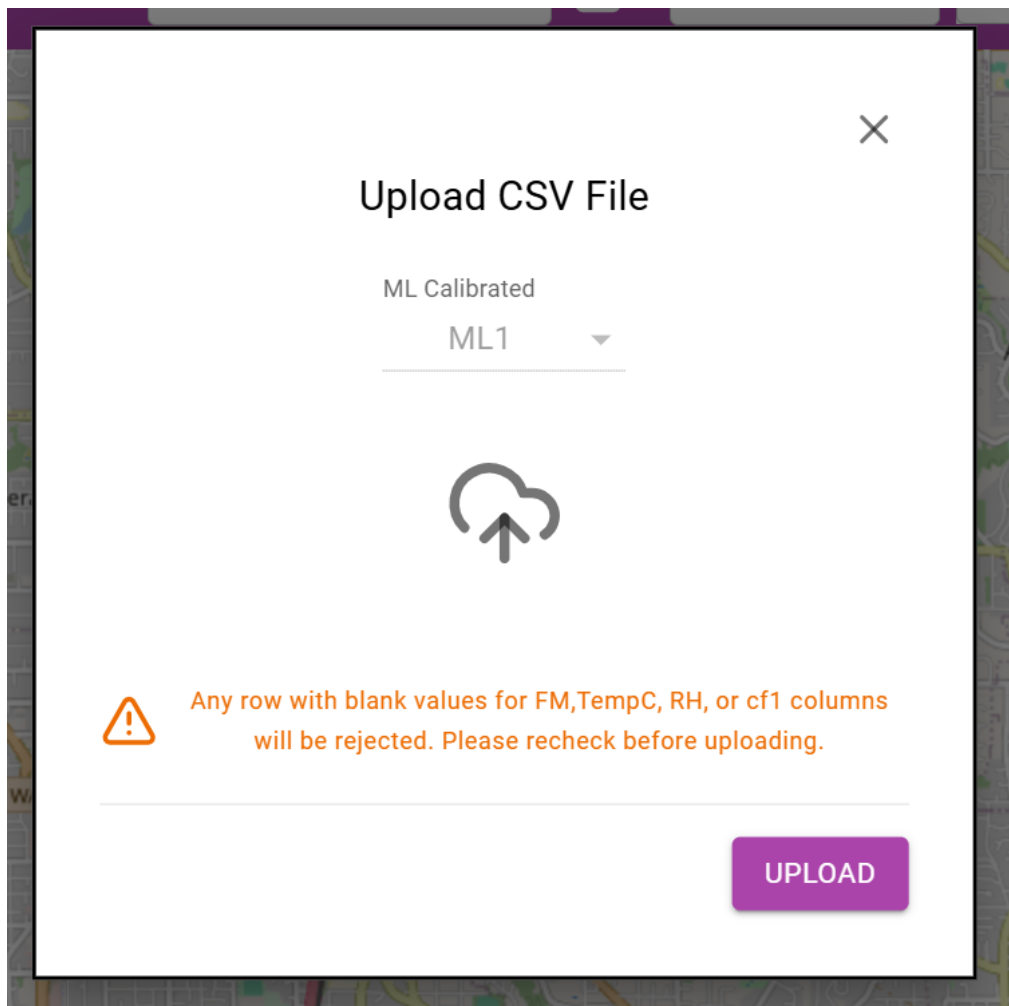 Upload CSV File
ML Calibrated
ML1
Any row with blank values for FM,TempC, RH, or cf1 columns
will be rejected. Please recheck before uploading.
UPLOAD